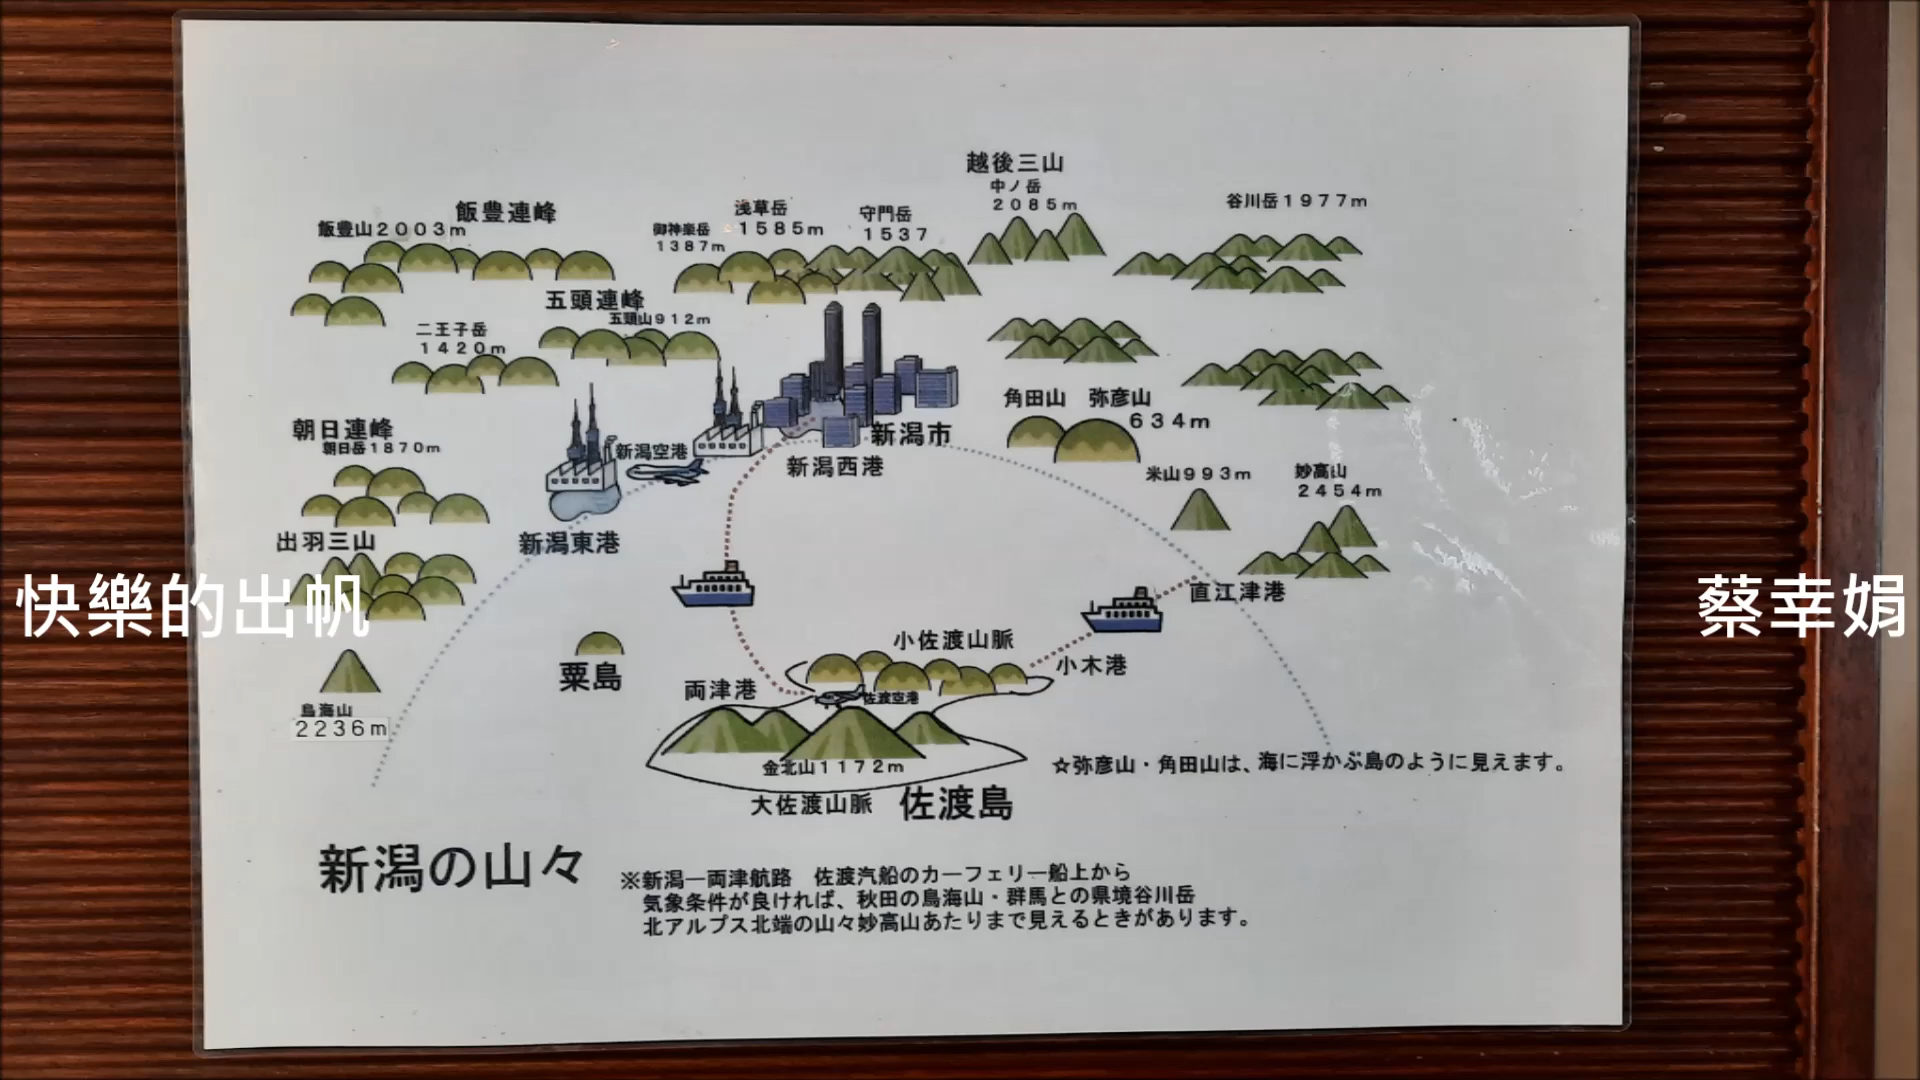 越後三山
中ノ岳
2085m
谷川岳1977m
飯豊連峰
飯豊山2003m
御神楽岳
1387m
浅草岳
1585m
守門岳
1537
五頭連峰
五頭山912m
二王子岳
1420m
角田山 弥彦山
634m
朝日連峰
朝日岳1870m
新潟空港
新潟市
新潟西港
米山993m
妙高山
2454m
出羽三山
新潟東港
快樂的出帆
蔡幸娟
直江津港
小佐渡山脈
小木港
粟島
両津港
佐渡空港
鳥海山
2236m
金北山1172m
☆弥彦山・角田山は、海に浮かぶ島のように見えます。
大佐渡山脈 佐渡島
新潟の山々
※新潟―両津航路 佐渡汽船のカーフェリー船上から
気象条件が良ければ、秋田の鳥海山・群馬との県境谷川岳
北アルプス北端の山々妙高山あたりまで見えるときがあります。